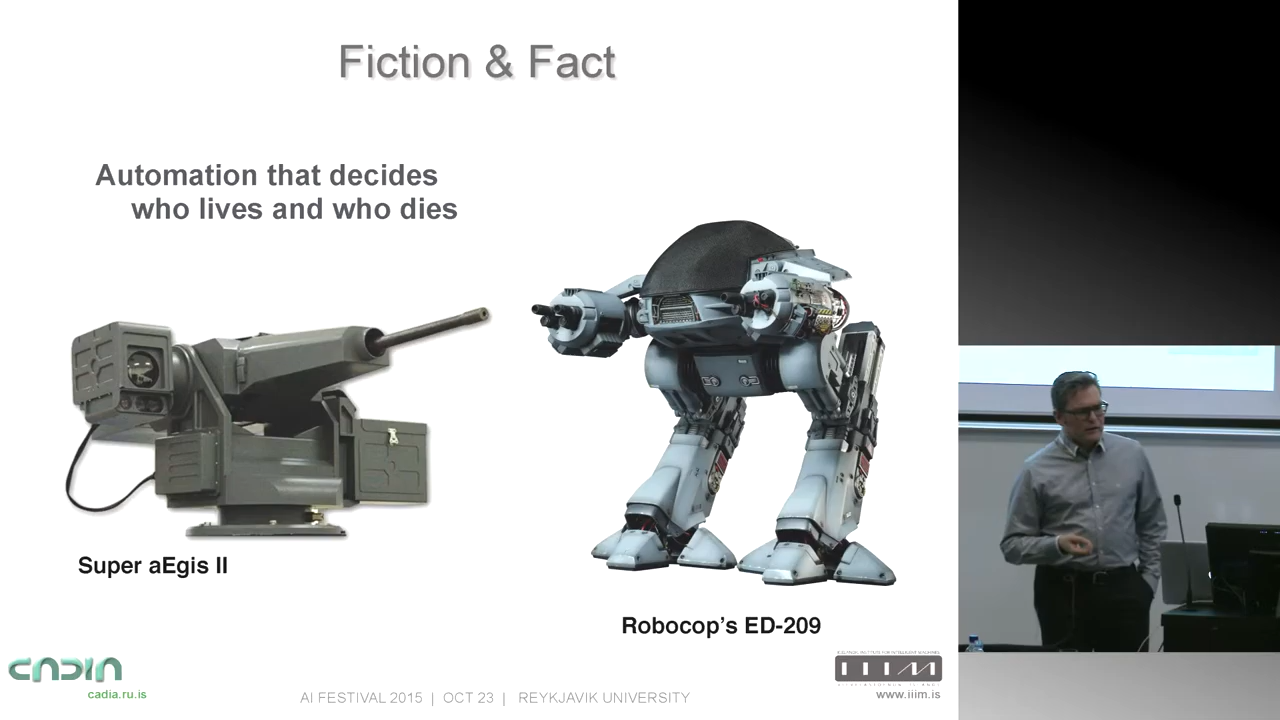 Fiction & Fact
Automation that decides
who lives and who dies
Super aEgis II
Robocop's ED-209
CADIA
cadia.ru.is
AI FESTIVAL 2015 | OCT 23 | REYKJAVIK UNIVERSITY
IIIM
www.iiim.is